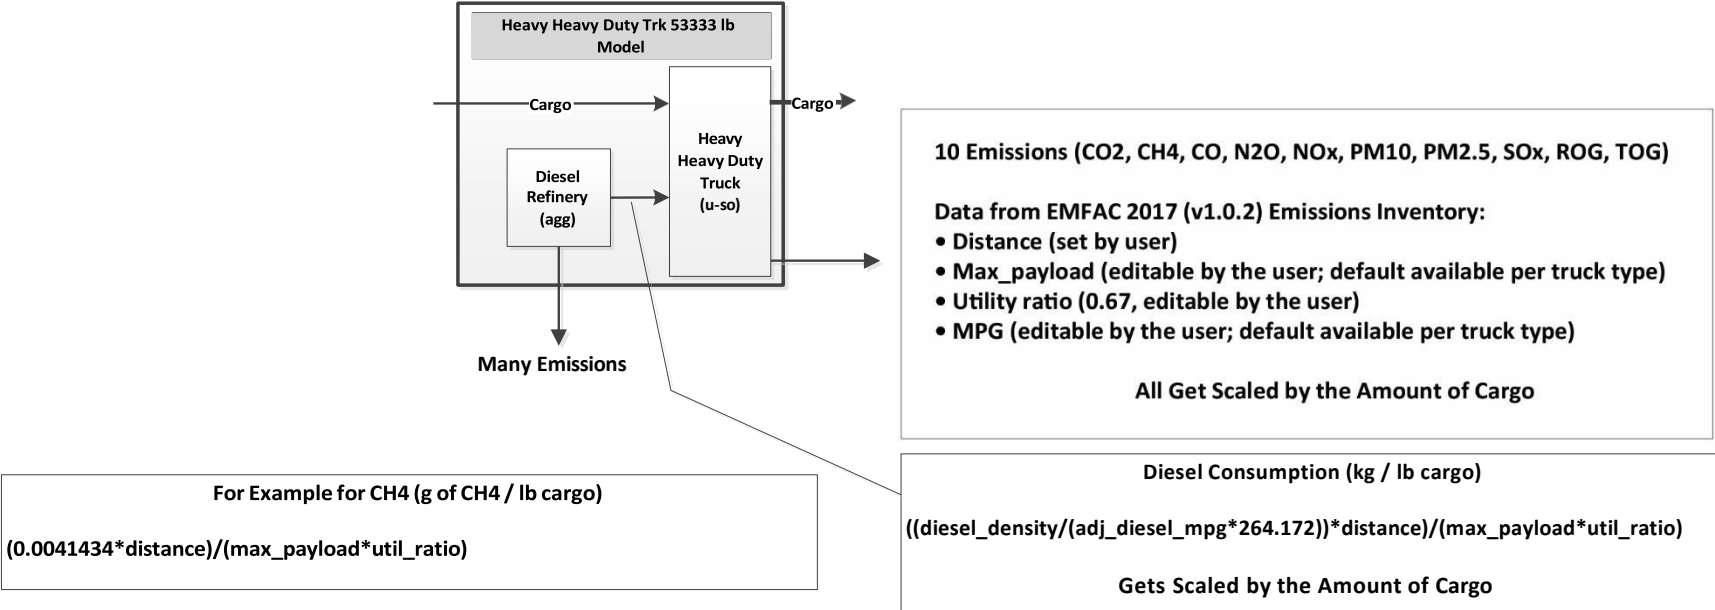 Heavy Heavy Duty Trk 53333 lb
Model
Cargo
Cargo
Heavy
Heavy Duty
Truck
(u-so)
Diesel
Refinery
(agg)
Many Emissions
10 Emissions (CO2, CH4, CO, N2O, NOx, PM10, PM2.5, SOx, ROG, TOG)
Data from EMFAC 2017 (v1.0.2) Emissions Inventory:
• Distance (set by user)
• Max_payload (editable by the user; default available per truck type)
• Utility ratio (0.67, editable by the user)
• MPG (editable by the user; default available per truck type)
All Get Scaled by the Amount of Cargo
For Example for CH4 (g of CH4 / lb cargo)
(0.0041434*distance)/(max_payload*util_ratio)
Diesel Consumption (kg / lb cargo)
((diesel_density/(adj_diesel_mpg*264.172))*distance)/(max_payload*util_ratio)
Gets Scaled by the Amount of Cargo